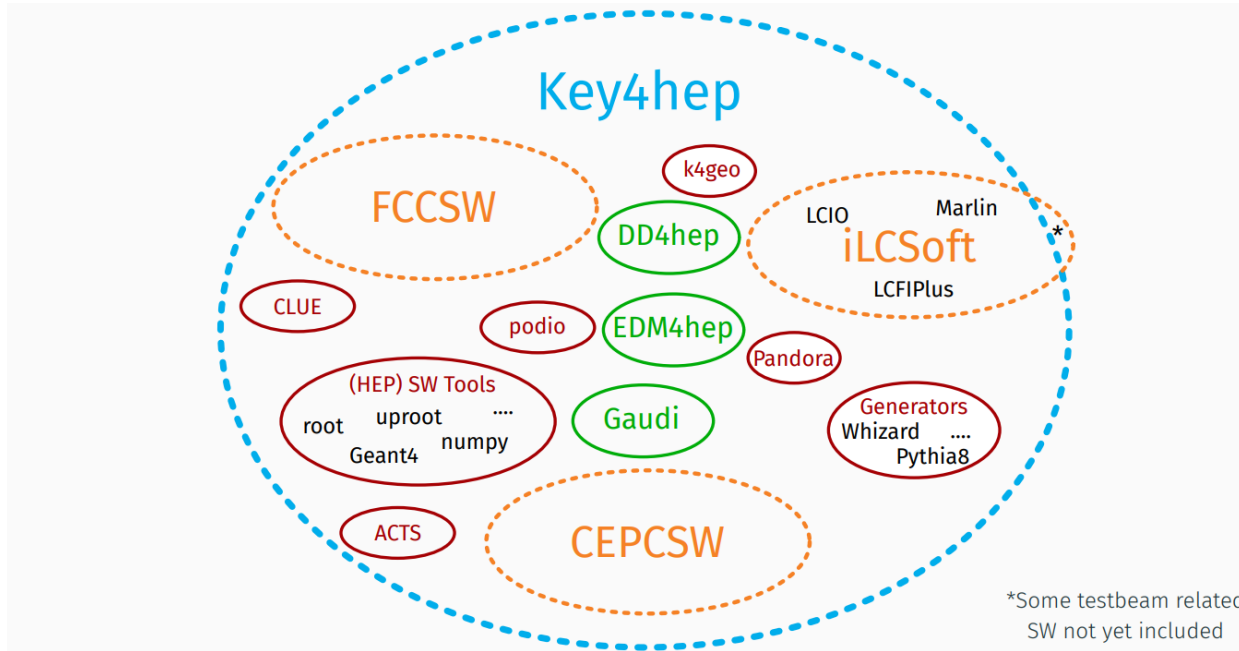 Key4hep
k4geo
FCCSW
DD4hep
LCIO
Marlin
*
iLCSoft
LCFIPlus
CLUE
podio
EDM4hep
Pandora
(HEP) SW Tools
root
uproot
....
numpy
Geant4
Gaudi
Generators
Whizard
....
Pythia8
ACTS
CEPCSW
*Some testbeam related
SW not yet included